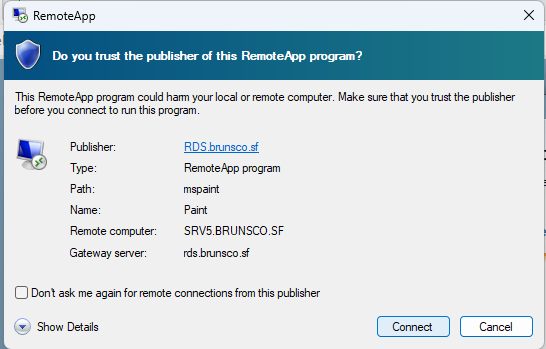 RemoteApp
Do you trust the publisher of this RemoteApp program?
This RemoteApp program could harm your local or remote computer. Make sure that you trust the publisher
before you connect to run this program.
Publisher: RDS.brunsco.sf
Type: RemoteApp program
Path: mspaint
Name: Paint
Remote computer: SRV5.BRUNSCO.SF
Gateway server: rds.brunsco.sf
Don't ask me again for remote connections from this publisher
Show Details
Connect
Cancel